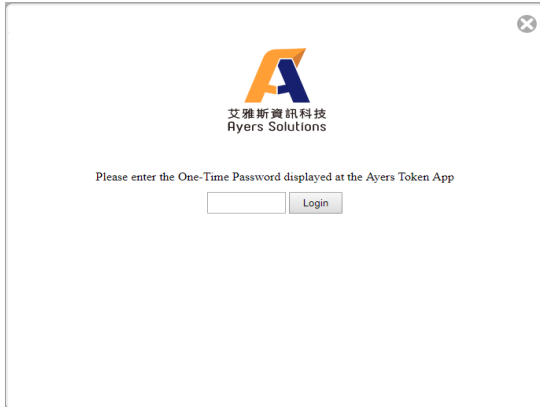 艾雅斯資訊科技
Ayers Solutions
Please enter the One-Time Password displayed at the Ayers Token App
Login